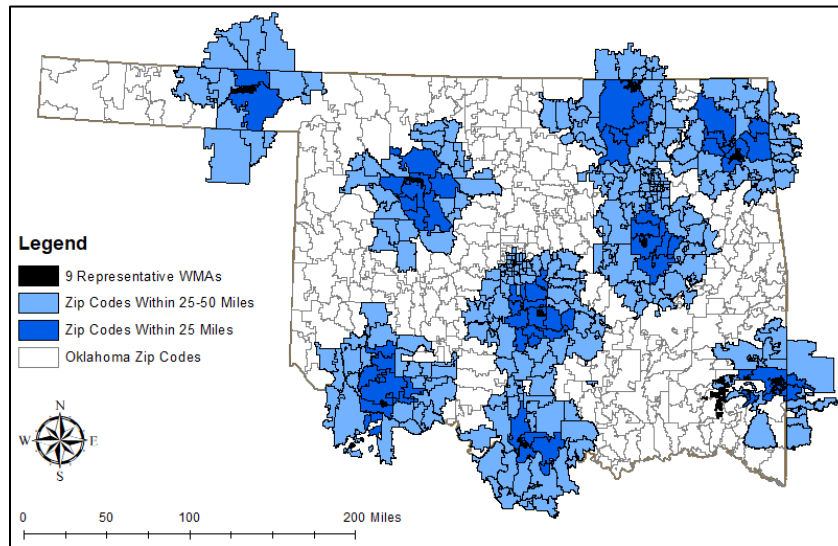 Legend
9 Representative WMAs
Zip Codes Within 25-50 Miles
Zip Codes Within 25 Miles
Oklahoma Zip Codes
N
W E
S
0 50 100 200 Miles